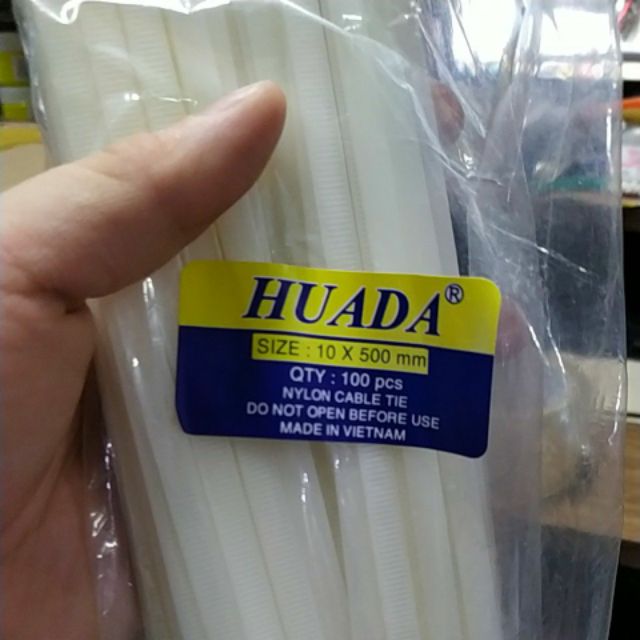 HUADA®
SIZE : 10 X 500 mm
QTY : 100 pcs
NYLON CABLE TIE
DO NOT OPEN BEFORE USE
MADE IN VIETNAM